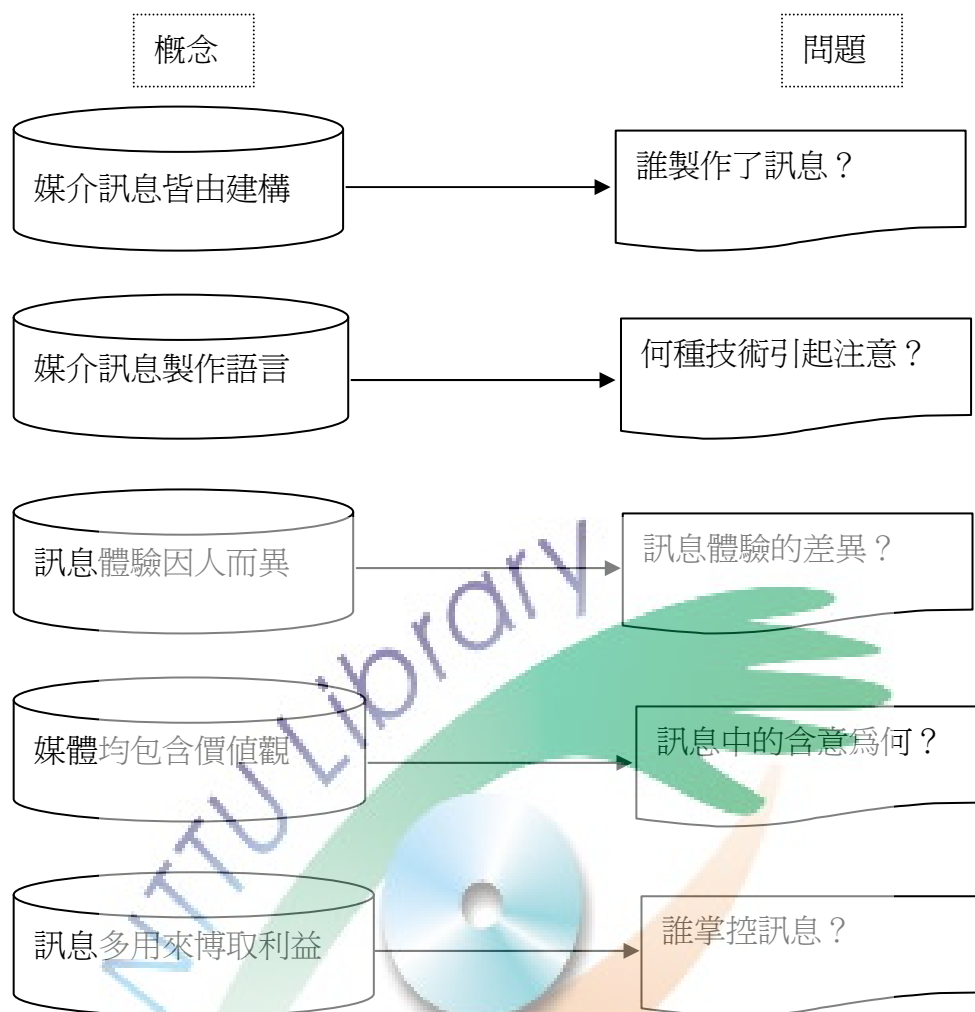 概念
問題
媒介訊息皆由建構
誰製作了訊息？
媒介訊息製作語言
何種技術引起注意？
訊息體驗因人而異
訊息體驗的差異？
媒體均包含價值觀
訊息中的含意為何？
訊息多用來博取利益
誰掌控訊息？
NTTU Library